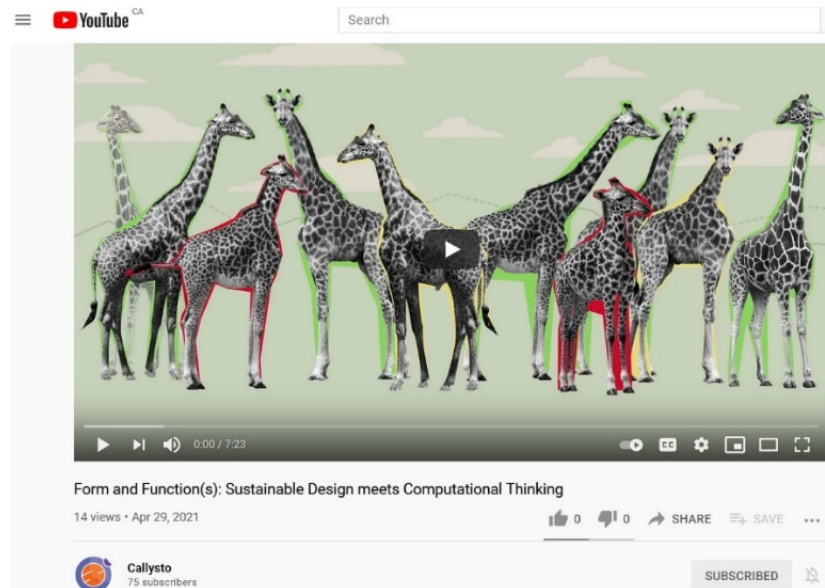 YouTube CA
Search
0:00 / 7:23
CC
Form and Function(s): Sustainable Design meets Computational Thinking
14 views • Apr 29, 2021
0
0
SHARE
SAVE
Callysto
75 subscribers
SUBSCRIBED